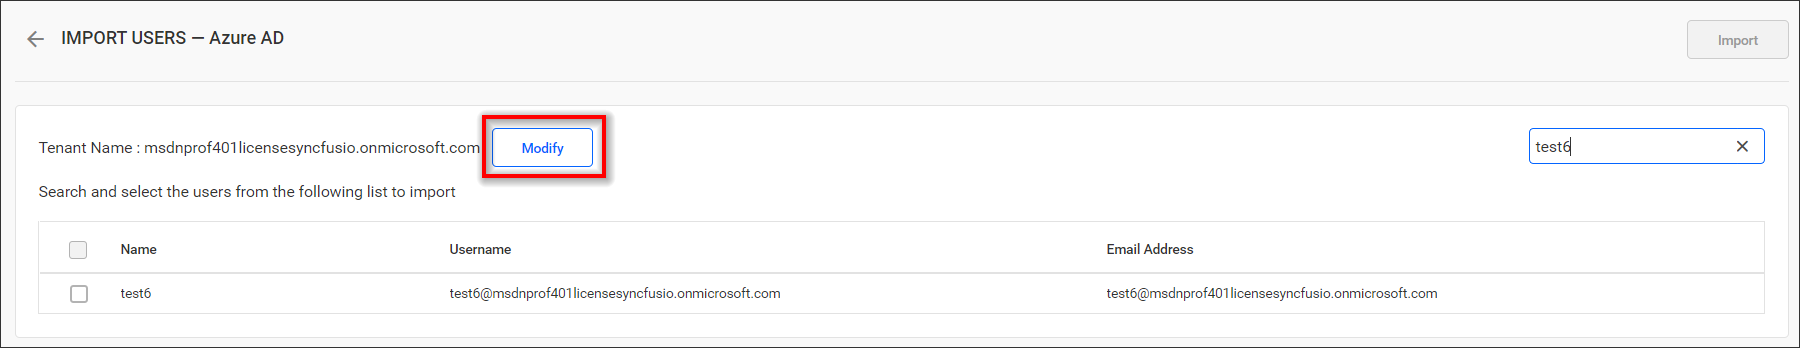 IMPORT USERS — Azure AD
Import
Tenant Name : msdnprof401licensesyncfusio.onmicrosoft.com
Modify
test6
Search and select the users from the following list to import
Name Username Email Address
test6 test6@msdnprof401licensesyncfusio.onmicrosoft.com test6@msdnprof401licensesyncfusio.onmicrosoft.com